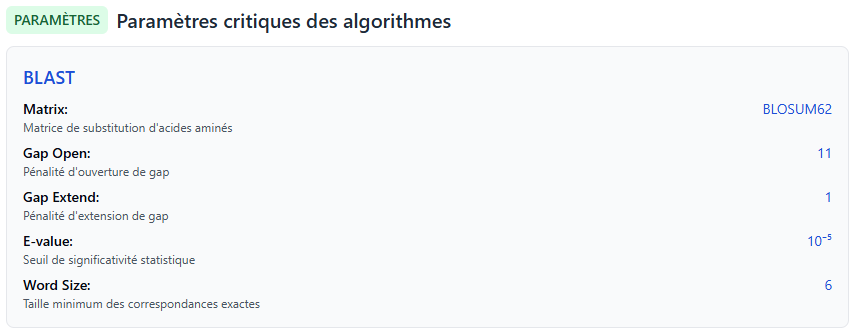 PARAMÈTRES Paramètres critiques des algorithmes
BLAST
Matrix: BLOSUM62
Matrice de substitution d'acides aminés
Gap Open: 11
Pénalité d'ouverture de gap
Gap Extend: 1
Pénalité d'extension de gap
E-value: 10⁻⁵
Seuil de significativité statistique
Word Size: 6
Taille minimum des correspondances exactes